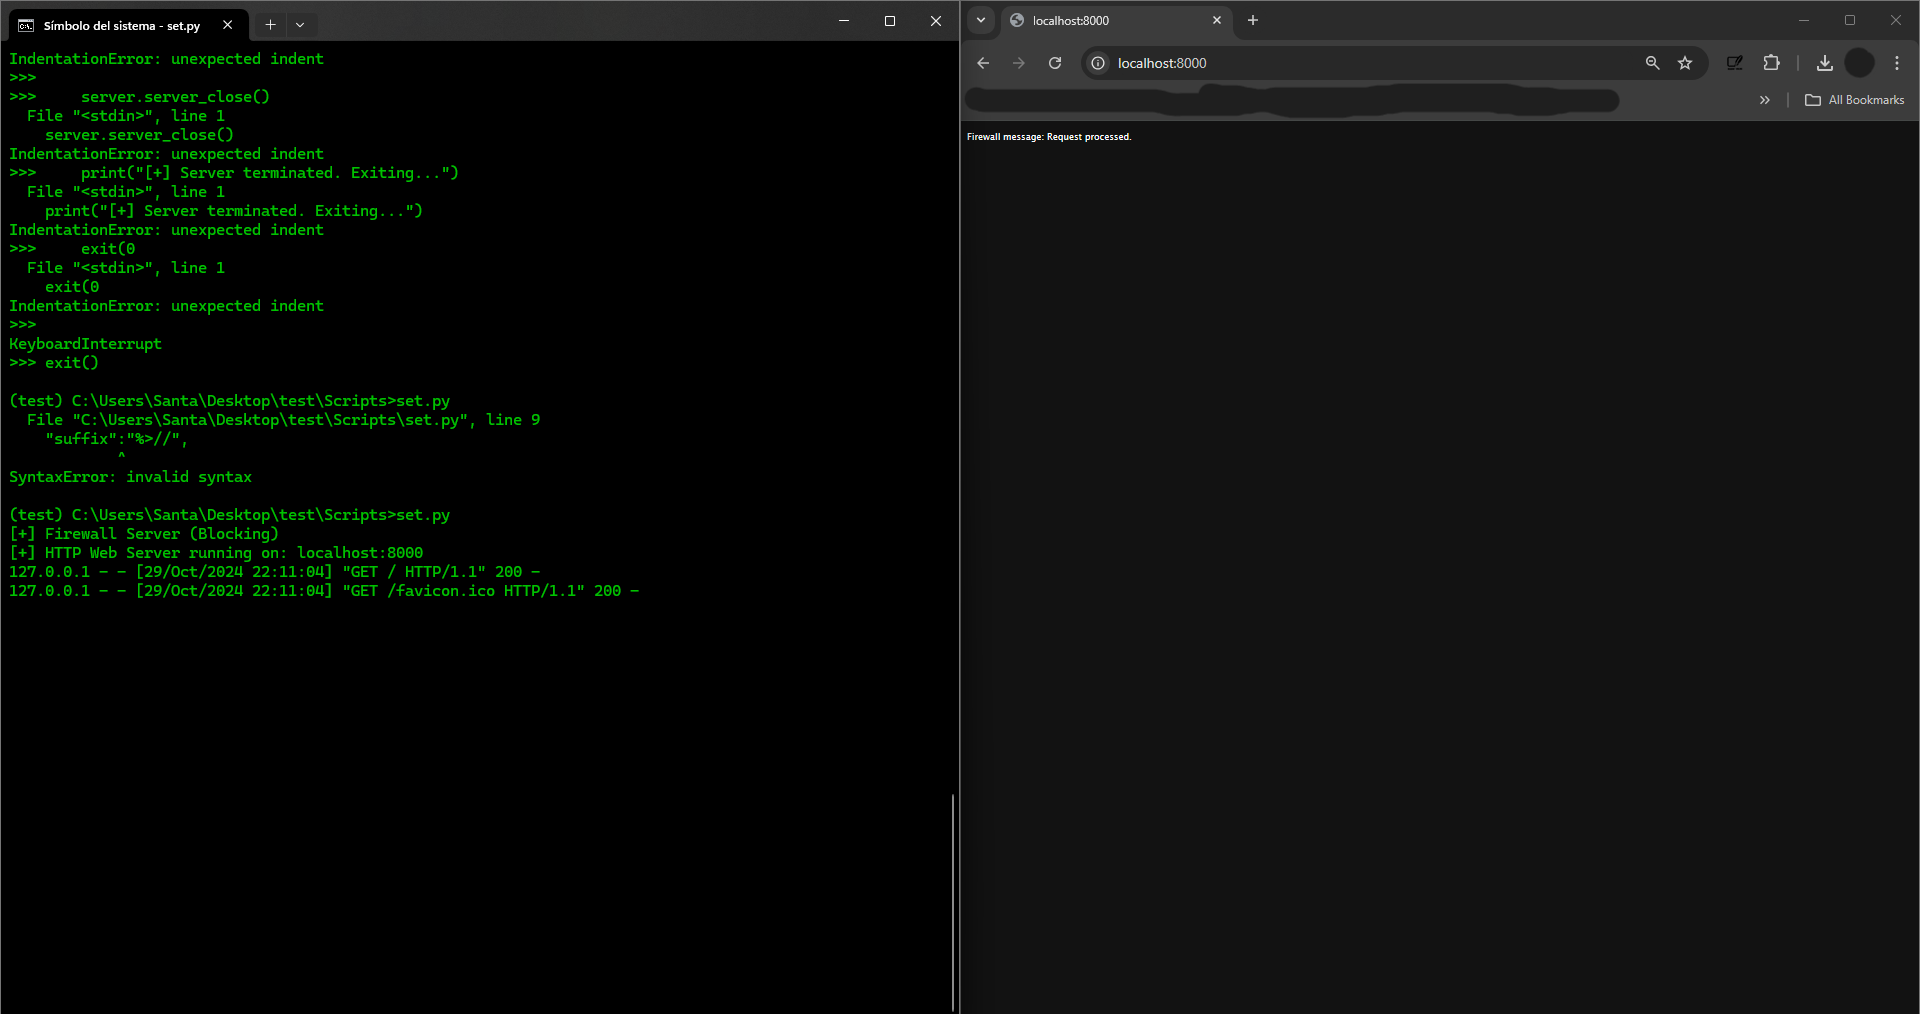 Símbolo del sistema - set.py
IndentationError: unexpected indent
>>>
>>>     server.server_close()
  File "<stdin>", line 1
    server.server_close()
IndentationError: unexpected indent
>>>     print("[+] Server terminated. Exiting...")
  File "<stdin>", line 1
    print("[+] Server terminated. Exiting...")
IndentationError: unexpected indent
>>>     exit(0
  File "<stdin>", line 1
    exit(0
IndentationError: unexpected indent
>>>
KeyboardInterrupt
>>> exit()
(test) C:\Users\Santa\Desktop\test\Scripts>set.py
  File "C:\Users\Santa\Desktop\test\Scripts\set.py", line 9
    "suffix":"%>//",
            ^
SyntaxError: invalid syntax
(test) C:\Users\Santa\Desktop\test\Scripts>set.py
[+] Firewall Server (Blocking)
[+] HTTP Web Server running on: localhost:8000
127.0.0.1 - - [29/Oct/2024 22:11:04] "GET / HTTP/1.1" 200 -
127.0.0.1 - - [29/Oct/2024 22:11:04] "GET /favicon.ico HTTP/1.1" 200 -
localhost:8000
localhost:8000
All Bookmarks
Firewall message: Request processed.